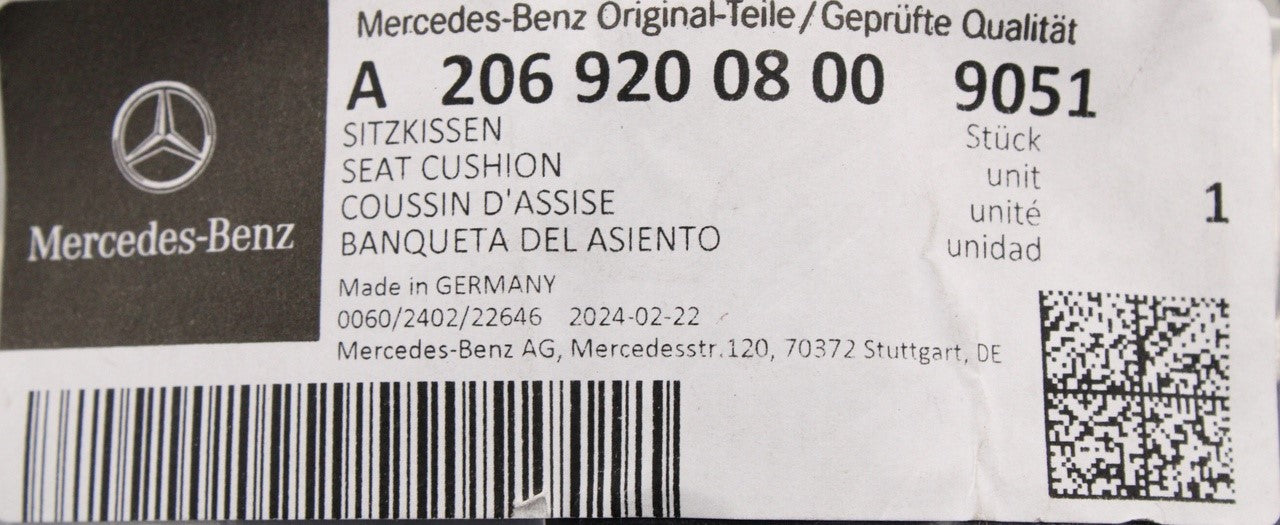 Mercedes-Benz Original-Teile/Geprüfte Qualität
A 206 920 08 00 9051
SITZKISSEN Stück
SEAT CUSHION unit
COUSSIN D'ASSISE unité 1
BANQUETA DEL ASIENTO unidad
Made in GERMANY
0060/2402/22646 2024-02-22
Mercedes-Benz AG, Mercedesstr.120, 70372 Stuttgart, DE
Mercedes-Benz